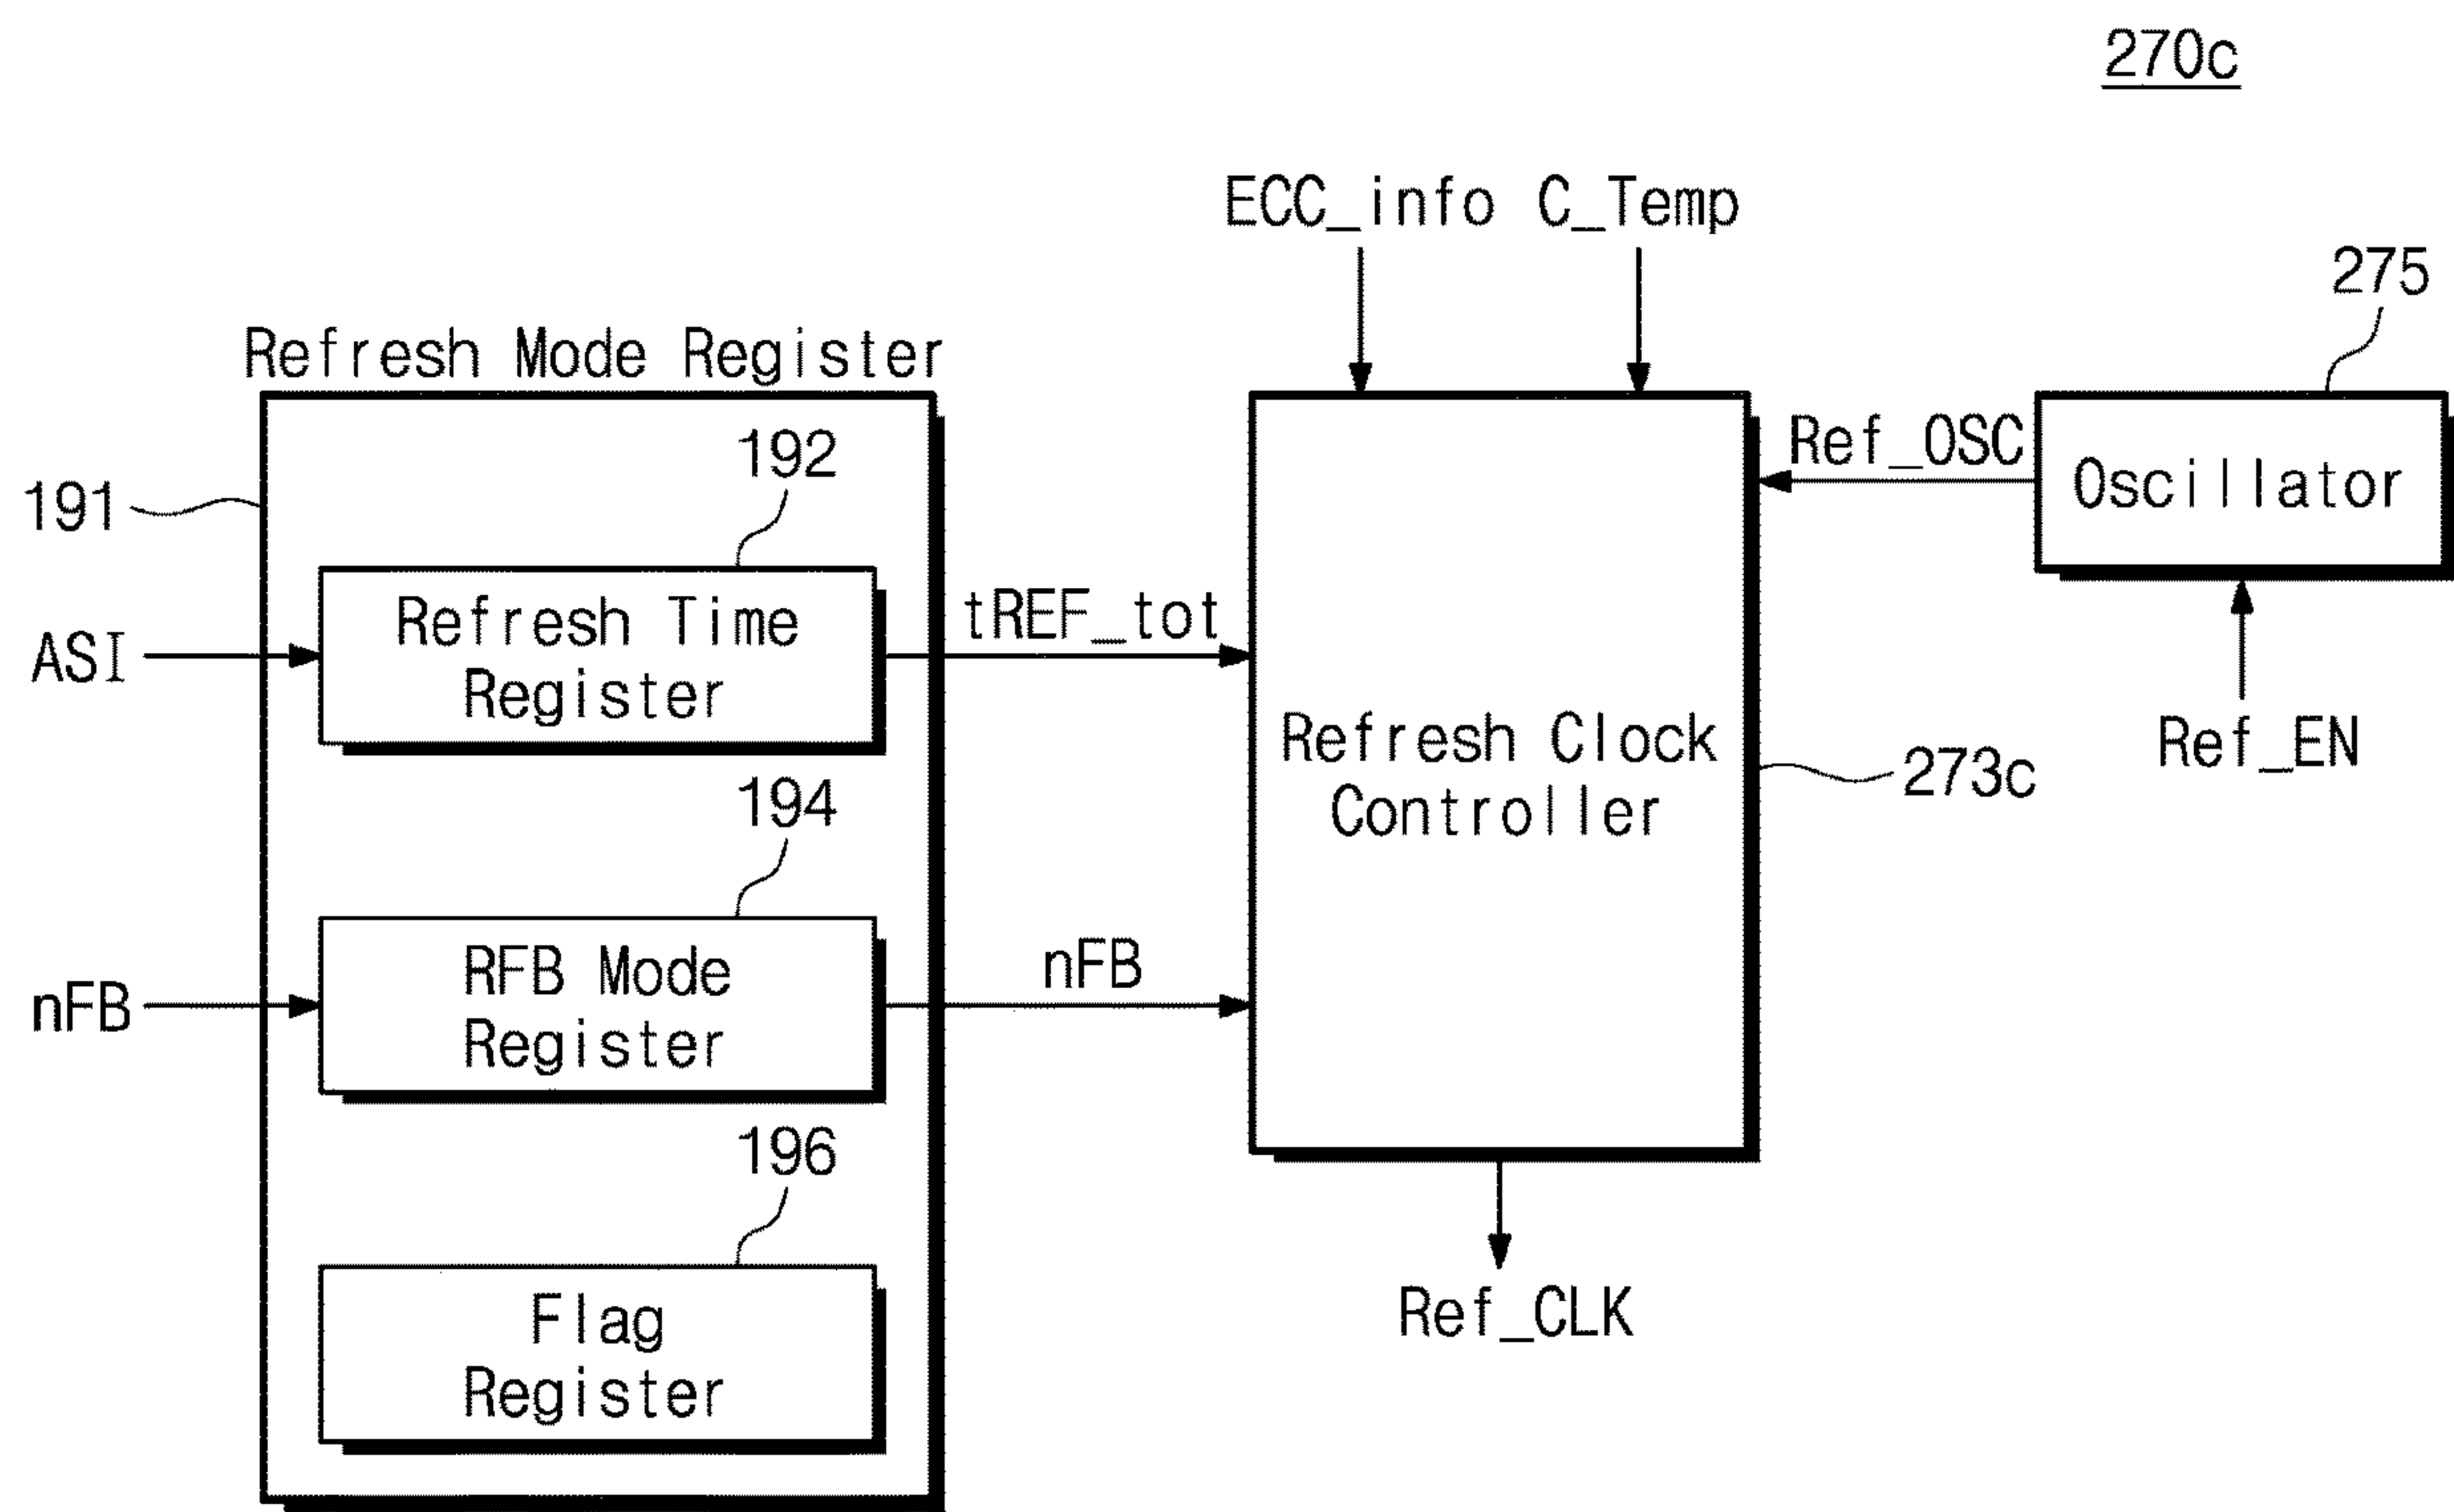 270c
ECC_info C_Temp
275
Refresh Mode Register
Ref_OSC
Oscillator
192
191
Refresh Time
Register
ASI
tREF_tot
Refresh Clock
Controller
Ref_EN
273c
194
RFB Mode
Register
nFB
nFB
196
Flag
Register
Ref_CLK